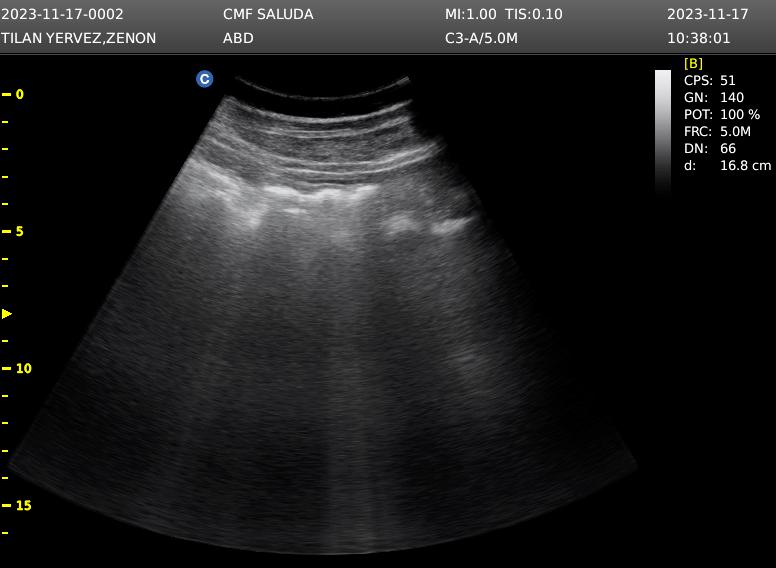 2023-11-17-0002 CMF SALUDA MI:1.00 TIS:0.10 2023-11-17
TILAN YERVEZ,ZENON ABD C3-A/5.0M 10:38:01
C
[B]
CPS: 51
GN: 140
POT: 100 %
FRC: 5.0M
DN: 66
d: 16.8 cm
0
5
10
15